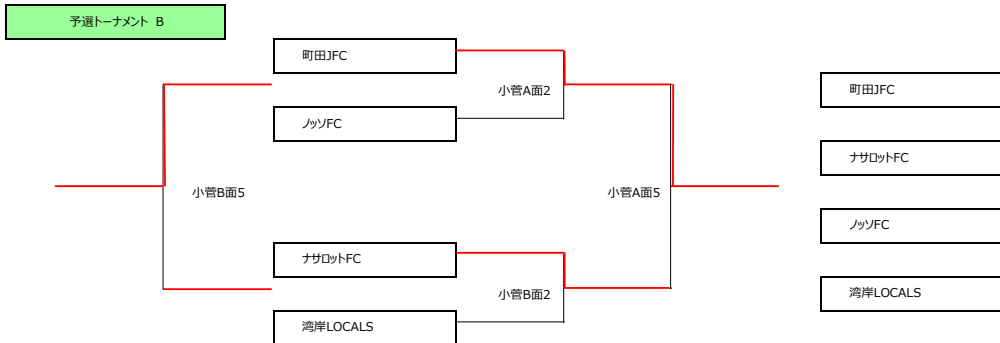 予選トーナメント B
町田JFC
小菅A面2
町田JFC
ノッソFC
ナサロットFC
小菅B面5
小菅A面5
ノッソFC
ナサロットFC
小菅B面2
湾岸LOCALS
湾岸LOCALS